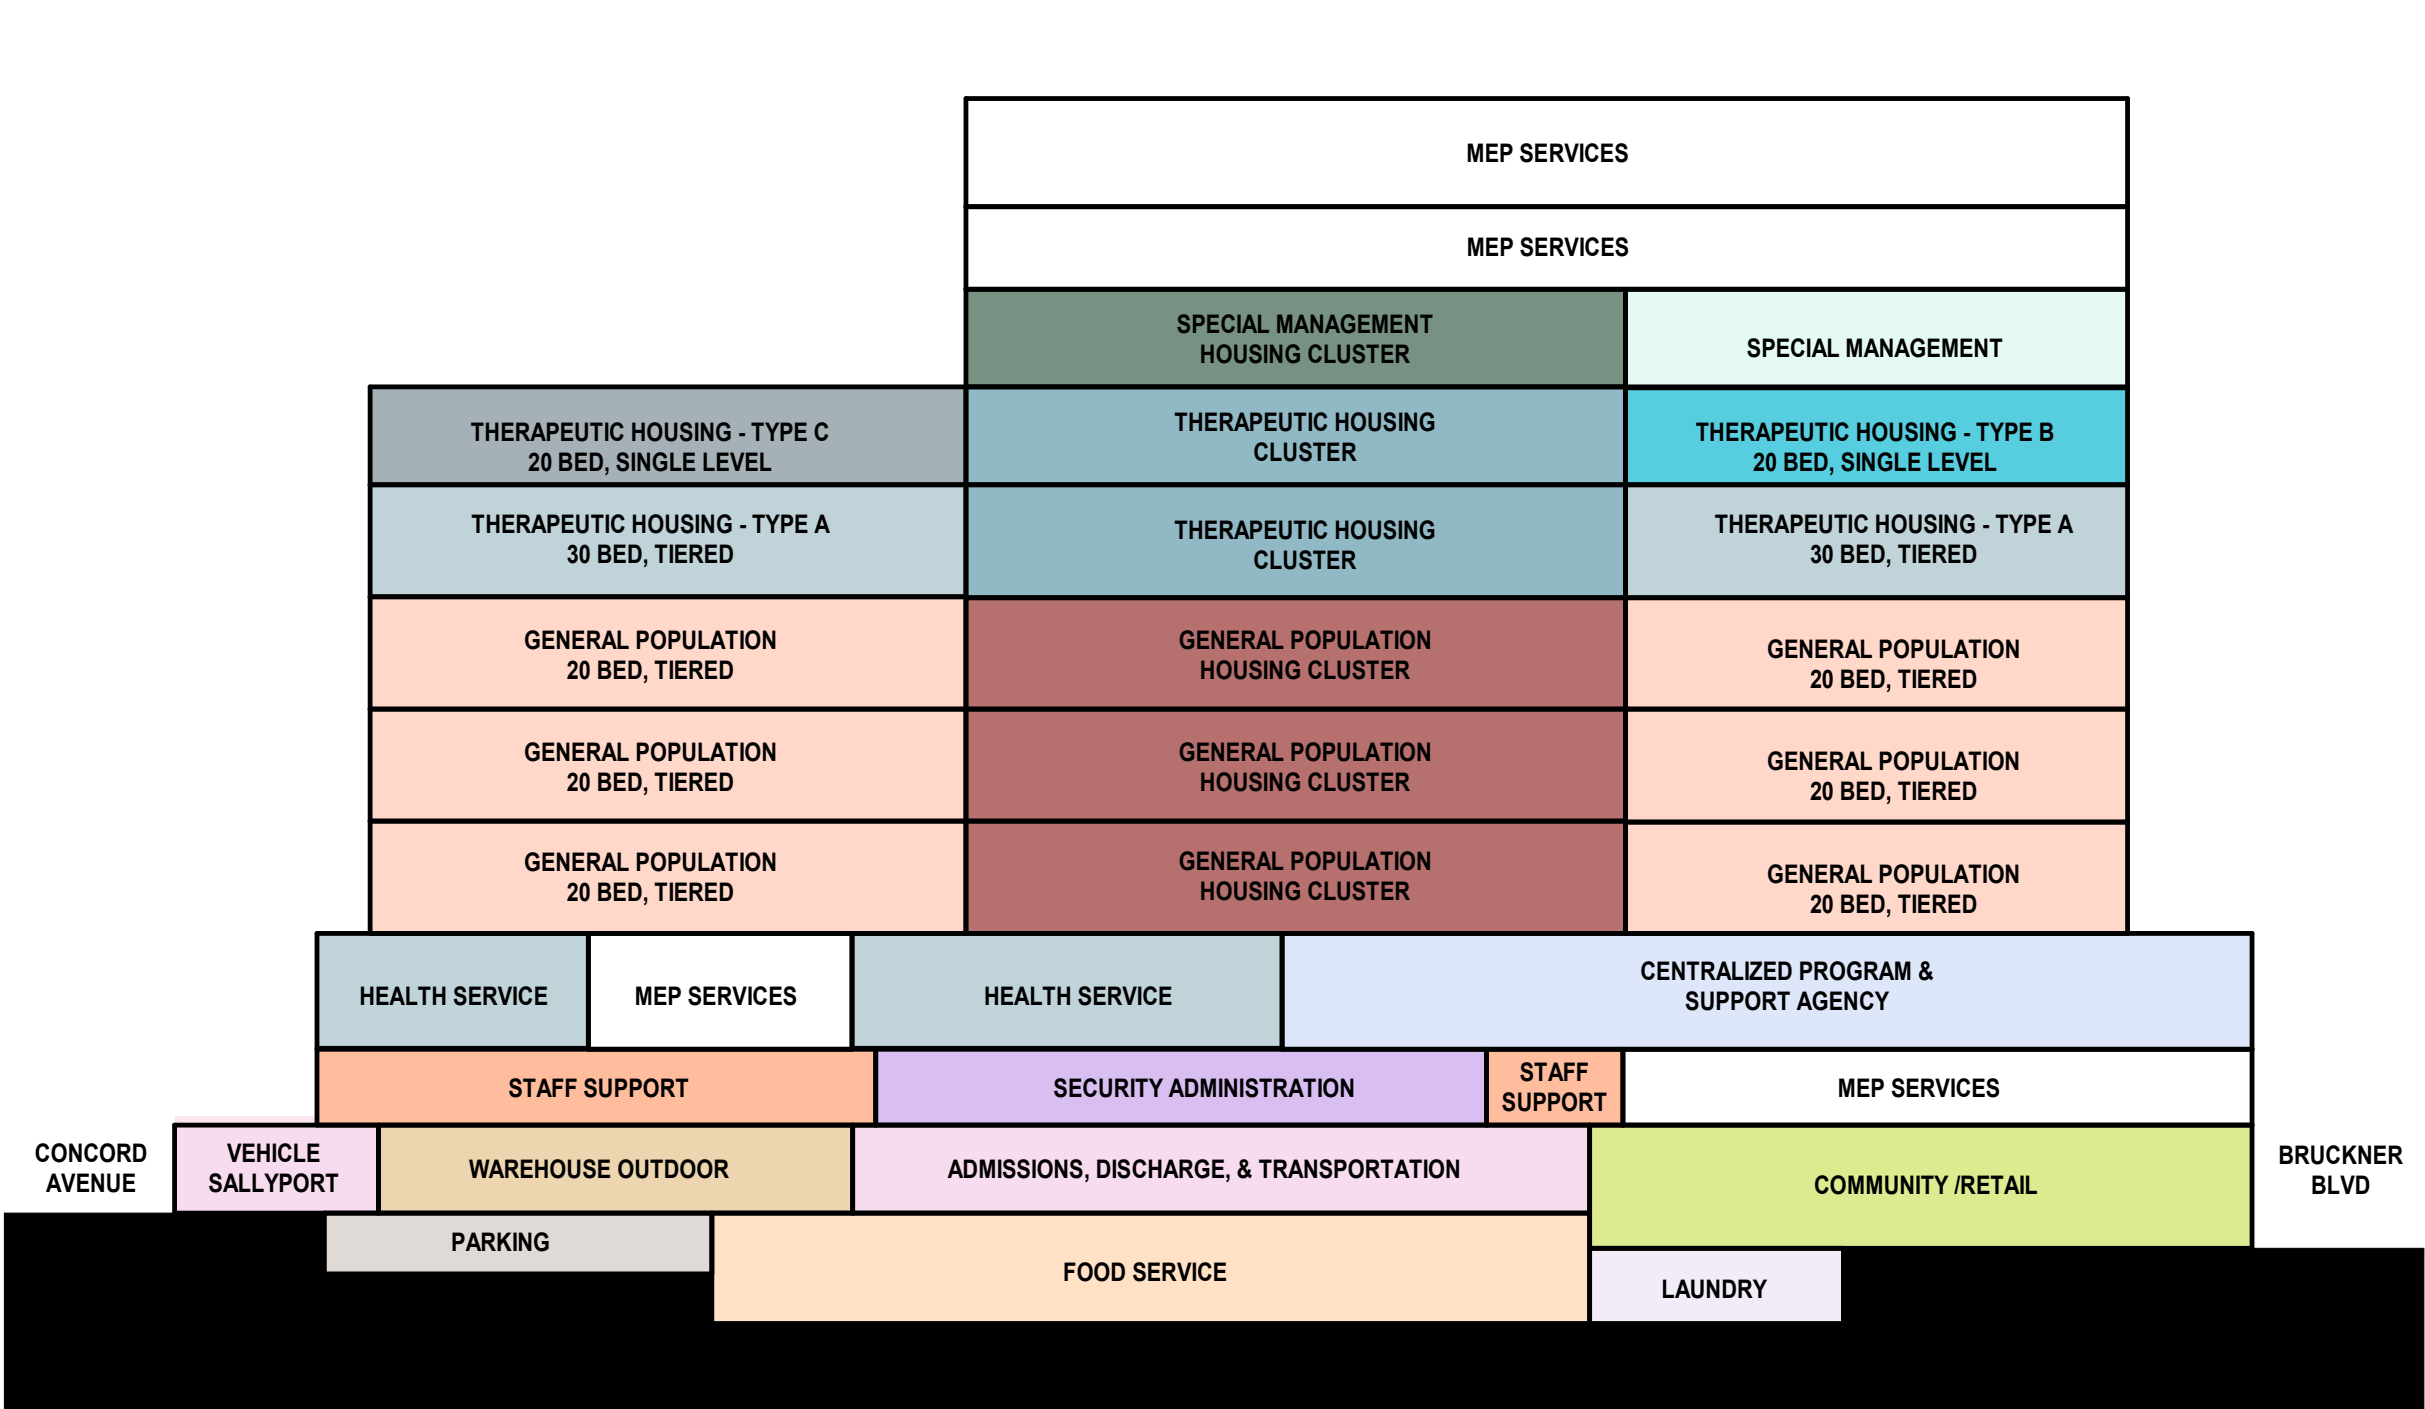 MEP SERVICES
MEP SERVICES
SPECIAL MANAGEMENT
HOUSING CLUSTER
SPECIAL MANAGEMENT
THERAPEUTIC HOUSING - TYPE C
20 BED, SINGLE LEVEL
THERAPEUTIC HOUSING
CLUSTER
THERAPEUTIC HOUSING - TYPE B
20 BED, SINGLE LEVEL
THERAPEUTIC HOUSING - TYPE A
30 BED, TIERED
THERAPEUTIC HOUSING
CLUSTER
THERAPEUTIC HOUSING - TYPE A
30 BED, TIERED
GENERAL POPULATION
20 BED, TIERED
GENERAL POPULATION
HOUSING CLUSTER
GENERAL POPULATION
20 BED, TIERED
GENERAL POPULATION
20 BED, TIERED
GENERAL POPULATION
HOUSING CLUSTER
GENERAL POPULATION
20 BED, TIERED
GENERAL POPULATION
20 BED, TIERED
GENERAL POPULATION
HOUSING CLUSTER
GENERAL POPULATION
20 BED, TIERED
HEALTH SERVICE
MEP SERVICES
HEALTH SERVICE
CENTRALIZED PROGRAM &
SUPPORT AGENCY
STAFF SUPPORT
SECURITY ADMINISTRATION
STAFF
SUPPORT
MEP SERVICES
CONCORD
AVENUE
VEHICLE
SALLYPORT
WAREHOUSE OUTDOOR
ADMISSIONS, DISCHARGE, & TRANSPORTATION
COMMUNITY /RETAIL
BRUCKNER
BLVD
PARKING
FOOD SERVICE
LAUNDRY